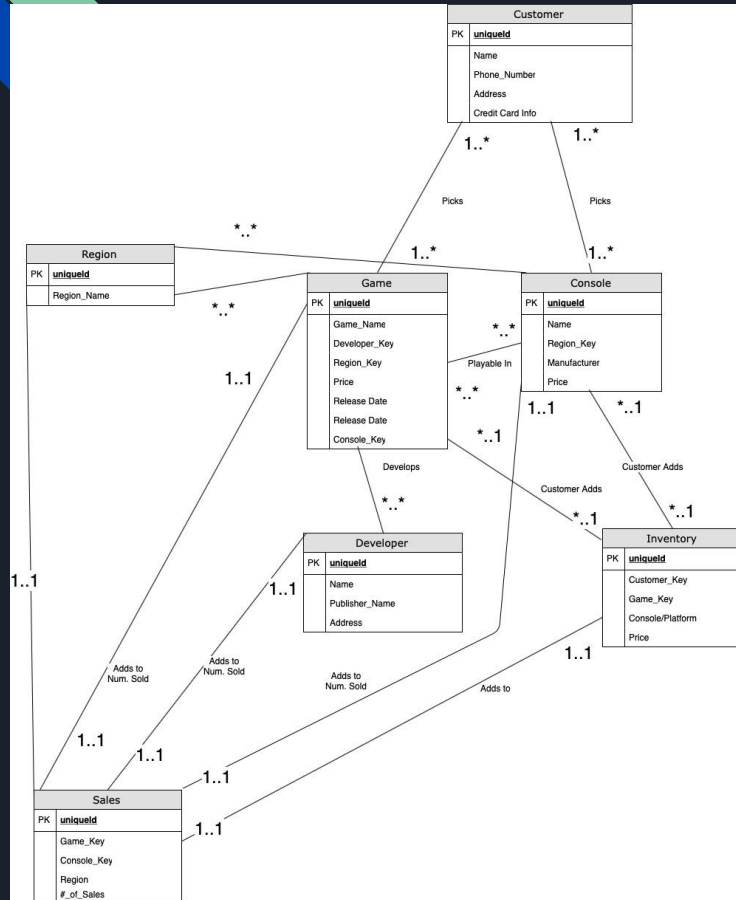 Customer
PK uniqueId
Name
Phone_Number
Address
Credit Card Info
1..*
1..*
Picks
Picks
*..*
1..*
1..*
Region
PK uniqueId
Region_Name
*..*
Game
PK uniqueId
Game_Name
Developer_Key
Region_Key
Price
Release Date
Release Date
Console_Key
Console
PK uniqueId
Name
Region_Key
Manufacturer
Price
*..*
Playable In
*..*
1..1
1..1
*..1
*..1
Develops
Customer Adds
Customer Adds
*..*
*..1
*..1
Developer
PK uniqueId
Name
Publisher_Name
Address
Inventory
PK uniqueId
Customer_Key
Game_Key
Console/Platform
Price
1..1
1..1
1..1
Adds to
Num. Sold
Adds to
Num. Sold
Adds to
Num. Sold
Adds to
1..1
1..1
1..1
1..1
Sales
PK uniqueId
Game_Key
Console_Key
Region
#_of_Sales